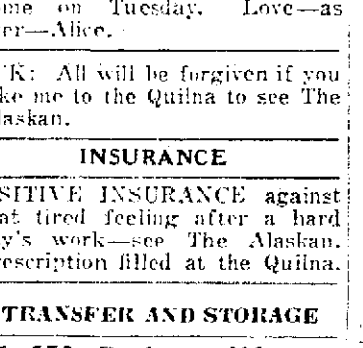 ome on Tuesday. Love—as
er—Alice.
K: All will be forgiven if you
ke me to the Quilna to see The
laskan.
INSURANCE
SITIVE INSURANCE against
at tired feeling after a hard
y's work—see The Alaskan.
rescription filled at the Quilna.
TRANSFER AND STORAGE